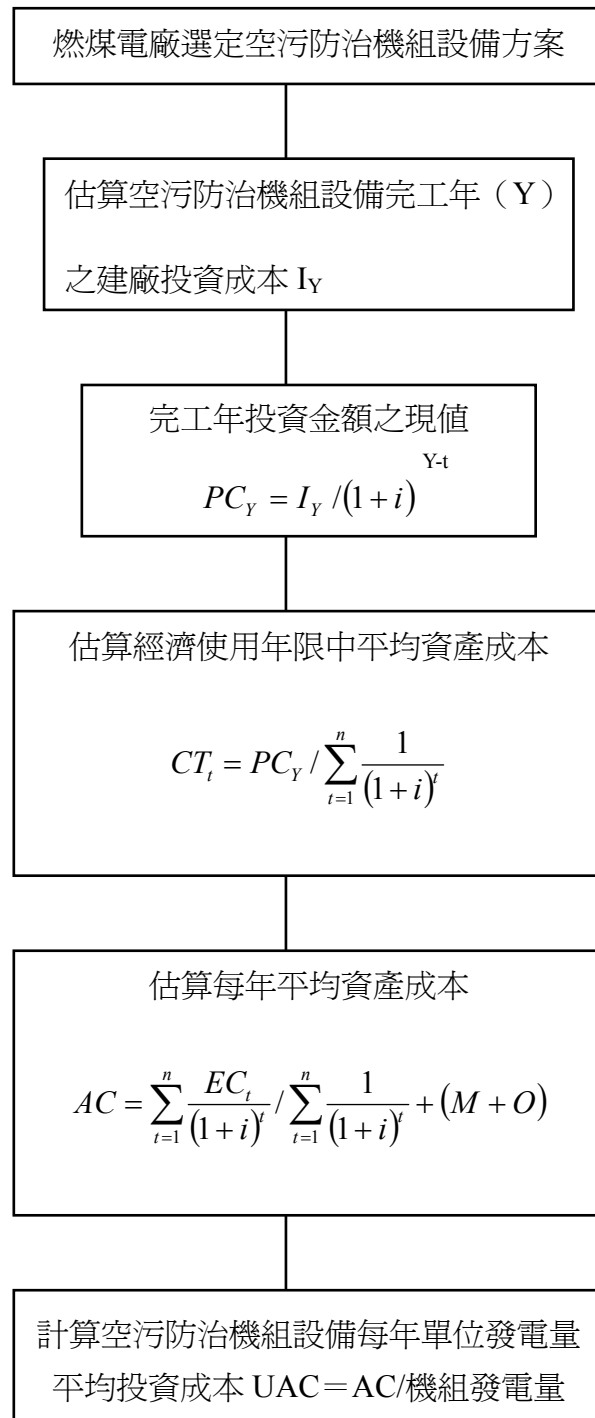 燃煤電廠選定空污防治機組設備方案
估算空污防治機組設備完工年（Y）
之建廠投資成本 I_Y
完工年投資金額之現值
PC_Y = I_Y /(1 + i)^{Y-t}
估算經濟使用年限中平均資產成本
CT_t = PC_Y / \sum_{t=1}^{n} \frac{1}{(1 + i)^t}
估算每年平均資產成本
AC = \sum_{t=1}^{n} \frac{EC_t}{(1 + i)^t} / \sum_{t=1}^{n} \frac{1}{(1 + i)^t} + (M + O)
計算空污防治機組設備每年單位發電量
平均投資成本 UAC＝AC/機組發電量